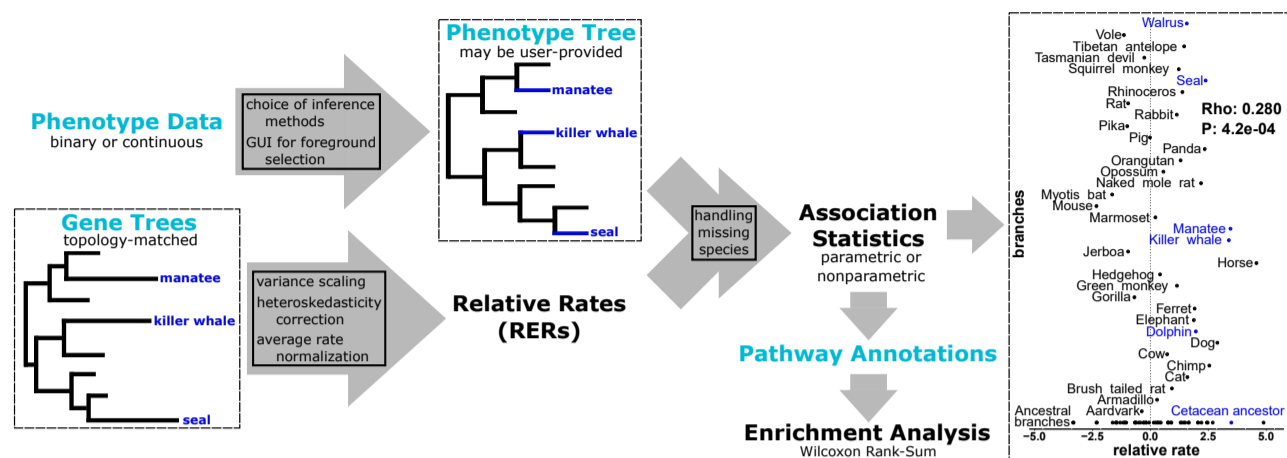 Phenotype Data
binary or continuous
choice of inference
methods
GUI for foreground
selection
Phenotype Tree
may be user-provided
manatee
killer whale
seal
Gene Trees
topology-matched
manatee
killer whale
seal
variance scaling
heteroskedasticity
correction
average rate
normalization
Relative Rates
(RERs)
handling
missing
species
Association
Statistics
parametric or
nonparametric
Pathway Annotations
Enrichment Analysis
Wilcoxon Rank-Sum
branches
Walrus
Vole
Tibetan antelope
Tasmanian devil
Squirrel monkey
Seal
Rhinoceros
Rat
Rabbit
Rho: 0.280
P: 4.2e-04
Pika
Pig
Panda
Orangutan
Opossum
Naked mole rat
Myotis bat
Mouse
Marmoset
Manatee
Killer whale
Jerboa
Horse
Hedgehog
Green monkey
Gorilla
Ferret
Elephant
Dolphin
Dog
Cow
Chimp
Cat
Brush tailed rat
Armadillo
Aardvark
Cetacean ancestor
Ancestral
branches
−5.0 −2.5 0.0 2.5 5.0
relative rate